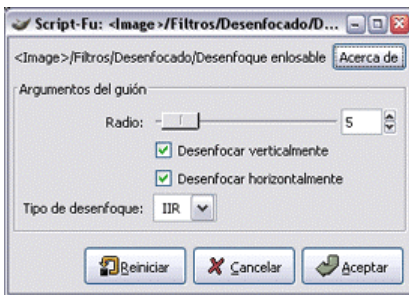 Script-Fu: <Image>/Filtros/Desenfocado/D...
<Image>/Filtros/Desenfocado/Desenfoque enlosable Acerca de
Argumentos del guión
Radio: 5
Desenfocar verticalmente
Desenfocar horizontalmente
Tipo de desenfoque: IIR
Reiniciar Cancelar Aceptar